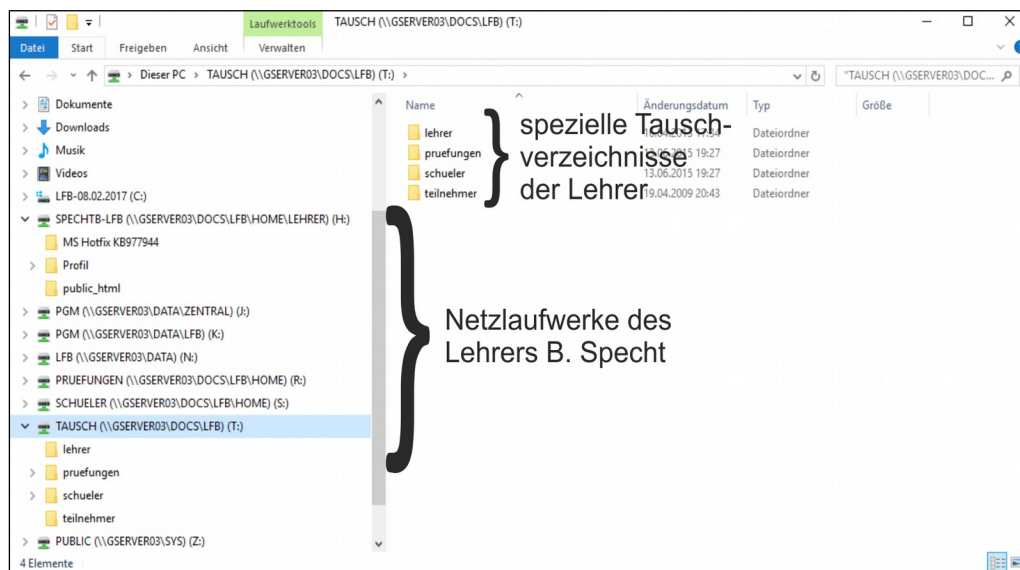 Laufwerktools TAUSCH (\\GSERVER03\DOCS\LFB) (T:)
Datei Start Freigeben Ansicht Verwalten
Dieser PC > TAUSCH (\\GSERVER03\DOCS\LFB) (T:) >
"TAUSCH (\\GSERVER03\DOC...
Dokumente
Downloads
Musik
Videos
LFB-08.02.2017 (C:)
SPECHTB-LFB (\\GSERVER03\DOCS\LFB\HOME\LEHRER) (H:)
MS Hotfix KB977944
Profil
public_html
PGM (\\GSERVER03\DATA\ZENTRAL) (J:)
PGM (\\GSERVER03\DATA\LFB) (K:)
LFB (\\GSERVER03\DATA) (N:)
PRUEFUNGEN (\\GSERVER03\DOCS\LFB\HOME) (R:)
SCHUELER (\\GSERVER03\DOCS\LFB\HOME) (S:)
TAUSCH (\\GSERVER03\DOCS\LFB) (T:)
lehrer
pruefungen
schueler
teilnehmer
PUBLIC (\\GSERVER03\SYS) (Z:)
4 Elemente
Name Änderungsdatum Typ Größe
lehrer Dateiordner
pruefungen 19:27 Dateiordner
schueler 13.06.2015 19:27 Dateiordner
teilnehmer 19.04.2009 20:43 Dateiordner
spezielle Tausch-
verzeichnisse
der Lehrer
Netzlaufwerke des
Lehrers B. Specht